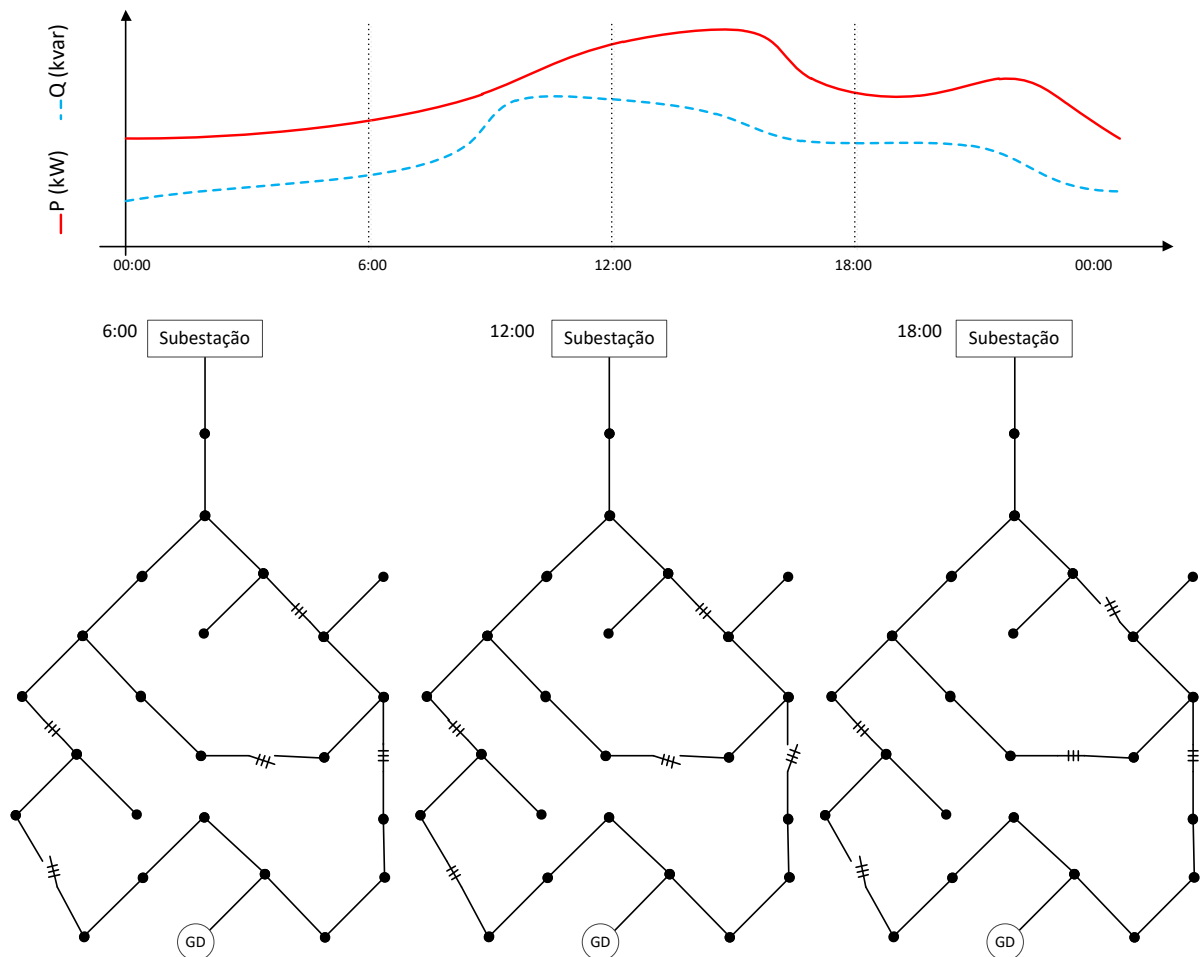 Q (kvar)
P (kW)
00:00
6:00
12:00
18:00
00:00
6:00
Subestação
12:00
Subestação
18:00
Subestação
GD
GD
GD